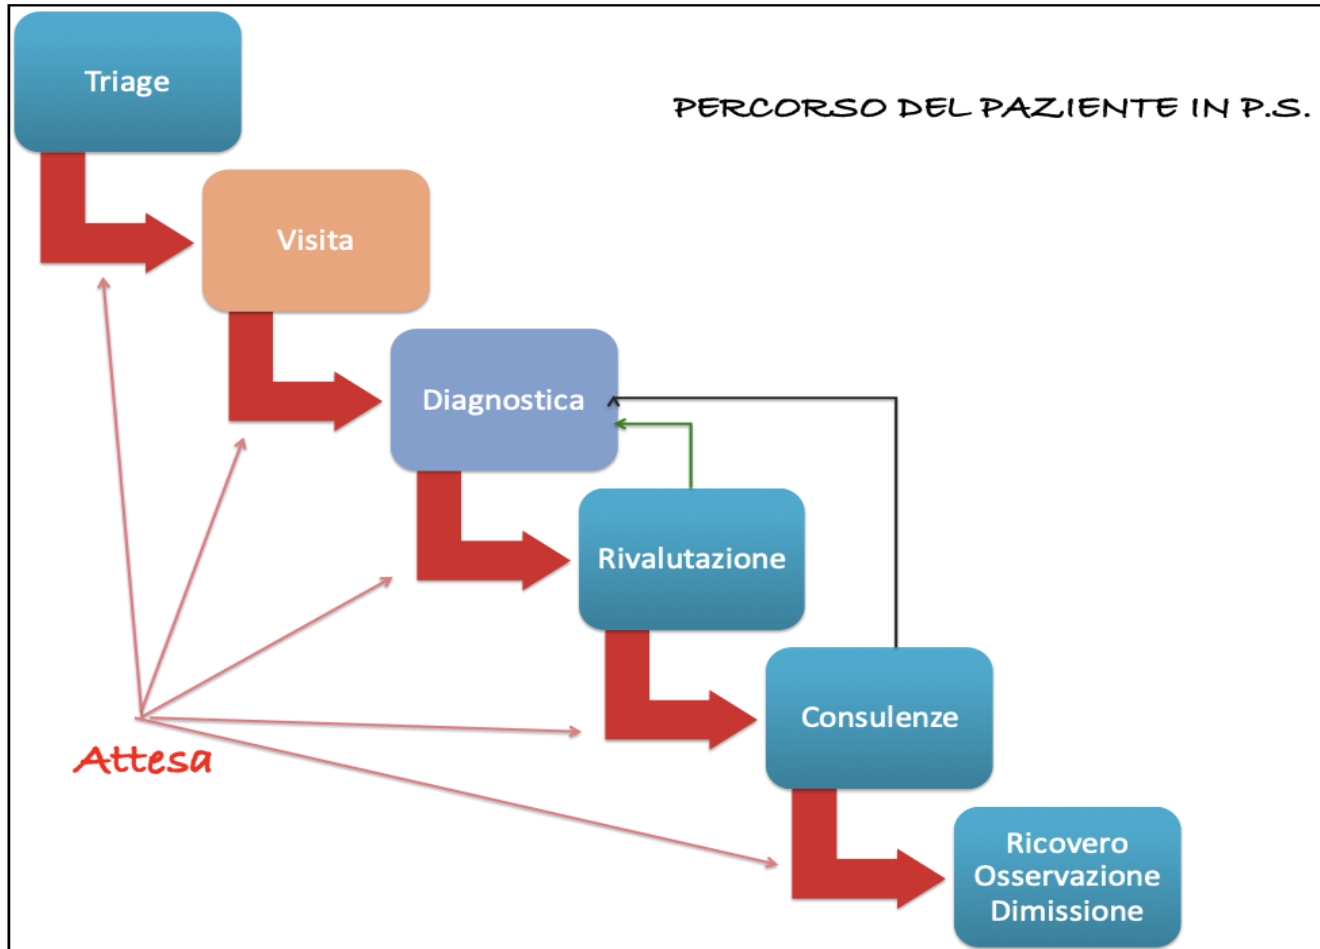 Triage
PERCORSO DEL PAZIENTE IN P.S.
Visita
Diagnostica
Rivalutazione
Consulenze
Attesa
Ricovero
Osservazione
Dimissione